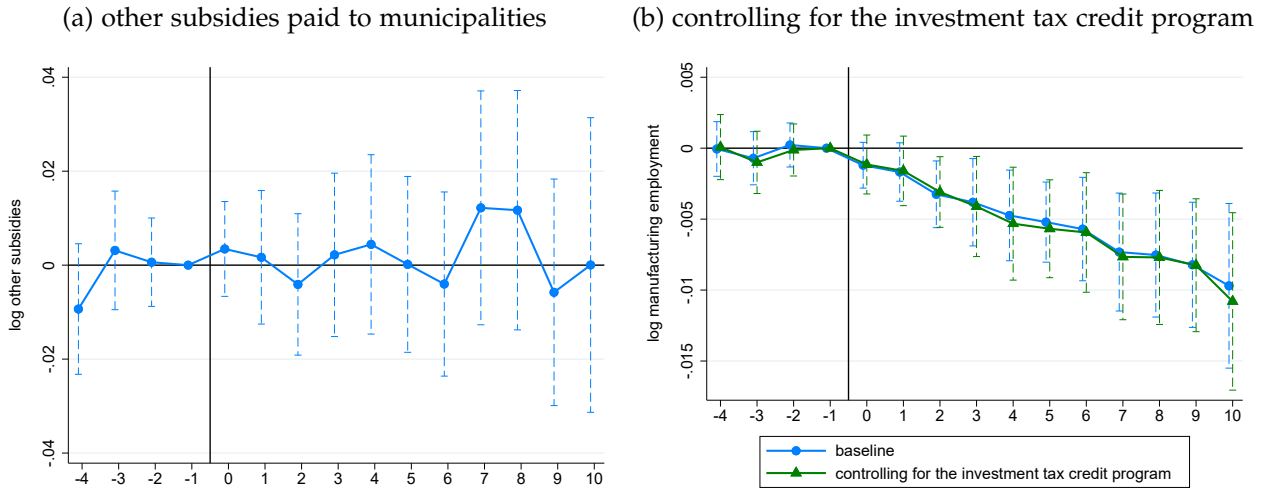 (a) other subsidies paid to municipalities
(b) controlling for the investment tax credit program
.04
.02
0
-.02
-.04
log other subsidies
-4 -3 -2 -1 0 1 2 3 4 5 6 7 8 9 10
.005
0
-.005
-.01
-.015
log manufacturing employment
-4 -3 -2 -1 0 1 2 3 4 5 6 7 8 9 10
baseline
controlling for the investment tax credit program